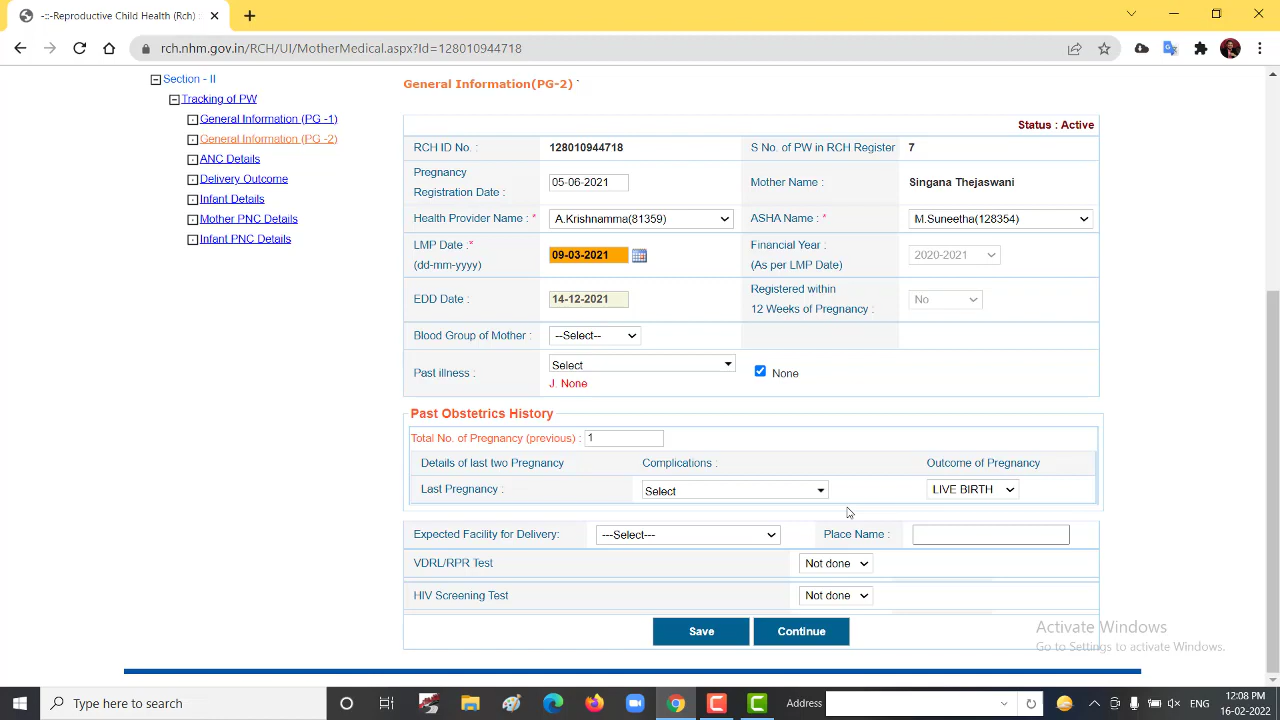 -::-Reproductive Child Health (RC
rch.nhm.gov.in/RCH/UI/MotherMedical.aspx?Id=128010944718
Section - II
Tracking of PW
General Information (PG -1)
General Information (PG -2)
ANC Details
Delivery Outcome
Infant Details
Mother PNC Details
Infant PNC Details
General Information(PG-2)
Status : Active
RCH ID No. : 128010944718 S No. of PW in RCH Register 7
Pregnancy
Registration Date : 05-06-2021 Mother Name : Singana Thejaswani
Health Provider Name : * A.Krishnamma(81359) ASHA Name : * M.Suneetha(128354)
LMP Date :* 09-03-2021 Financial Year :
(dd-mm-yyyy) (As per LMP Date) 2020-2021
EDD Date : 14-12-2021 Registered within
12 Weeks of Pregnancy : No
Blood Group of Mother : --Select--
Past illness : Select None
J. None
Past Obstetrics History
Total No. of Pregnancy (previous) : 1
Details of last two Pregnancy Complications : Outcome of Pregnancy
Last Pregnancy : Select LIVE BIRTH
Expected Facility for Delivery: ---Select--- Place Name :
VDRL/RPR Test Not done
HIV Screening Test Not done
Save Continue
Activate Windows
Go to Settings to activate Windows.
Type here to search Address ENG 12:08 PM
16-02-2022